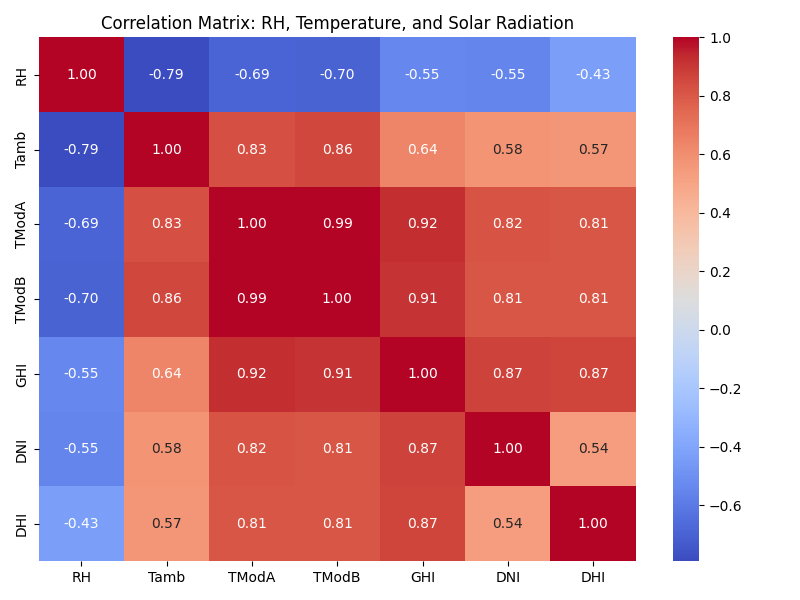 Correlation Matrix: RH, Temperature, and Solar Radiation
RH 1.00 -0.79 -0.69 -0.70 -0.55 -0.55 -0.43
Tamb -0.79 1.00 0.83 0.86 0.64 0.58 0.57
TModA -0.69 0.83 1.00 0.99 0.92 0.82 0.81
TModB -0.70 0.86 0.99 1.00 0.91 0.81 0.81
GHI -0.55 0.64 0.92 0.91 1.00 0.87 0.87
DNI -0.55 0.58 0.82 0.81 0.87 1.00 0.54
DHI -0.43 0.57 0.81 0.81 0.87 0.54 1.00
RH Tamb TModA TModB GHI DNI DHI
1.0
0.8
0.6
0.4
0.2
0.0
−0.2
−0.4
−0.6